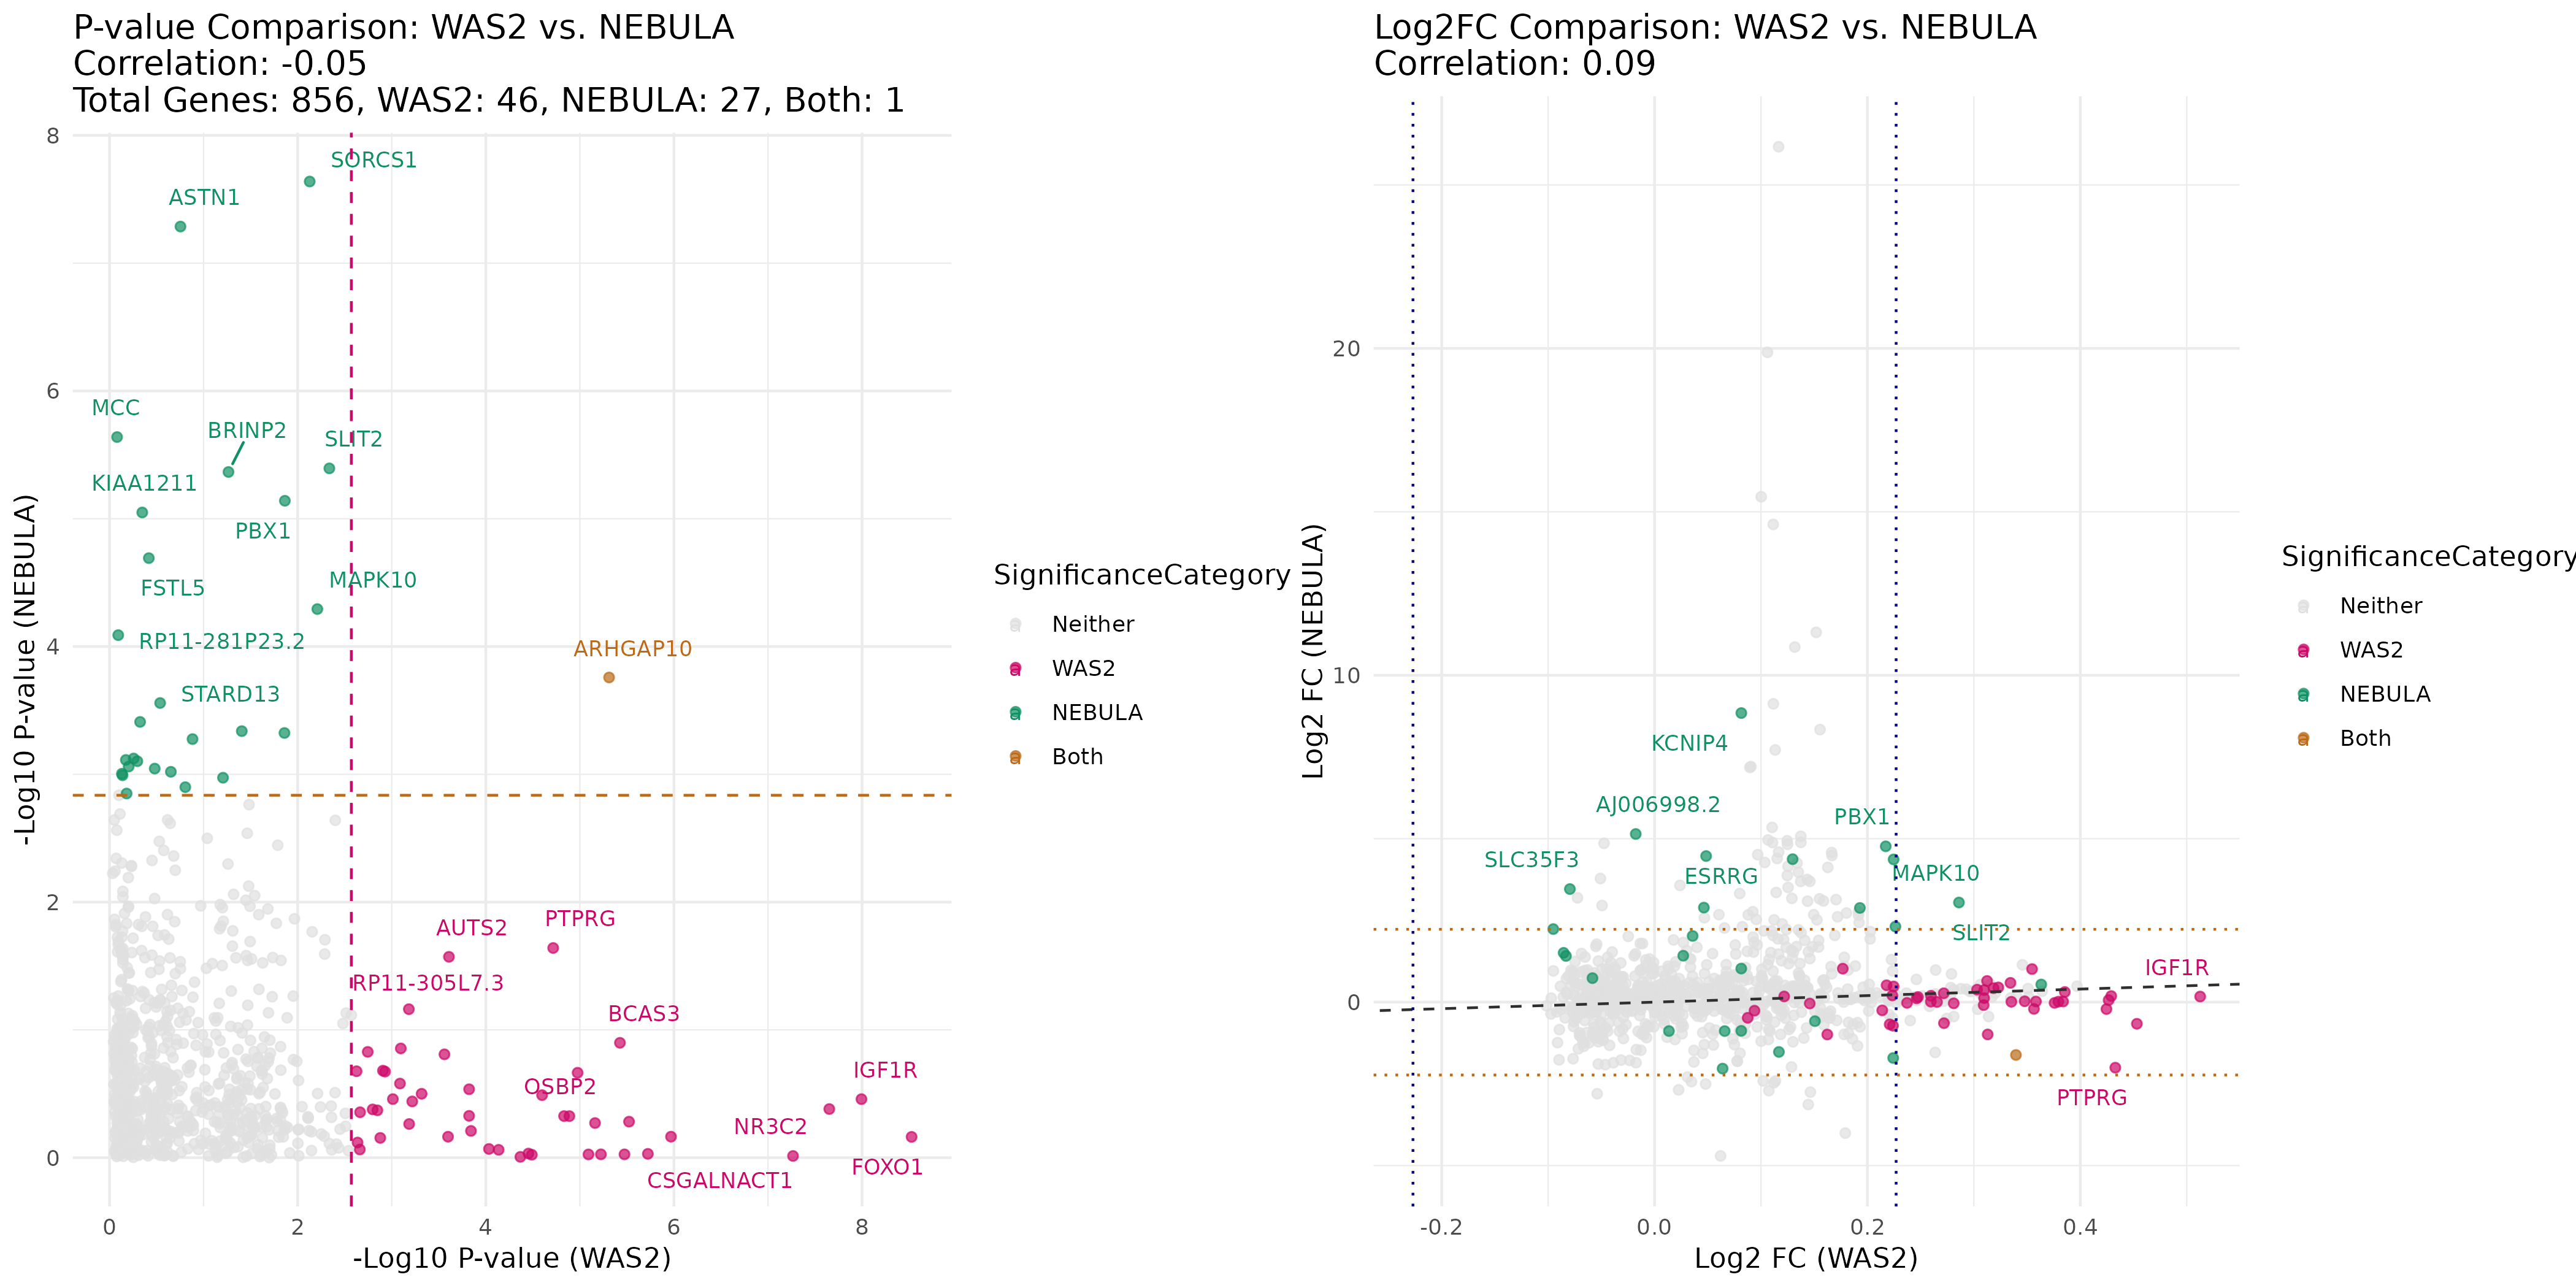 P-value Comparison: WAS2 vs. NEBULA
Correlation: -0.05
Total Genes: 856, WAS2: 46, NEBULA: 27, Both: 1
8
6
4
2
0
-Log10 P-value (NEBULA)
SORCS1
ASTN1
MCC
BRINP2
SLIT2
KIAA1211
PBX1
FSTL5
MAPK10
RP11-281P23.2
ARHGAP10
STARD13
AUTS2
PTPRG
RP11-305L7.3
BCAS3
IGF1R
OSBP2
NR3C2
FOXO1
CSGALNACT1
0 2 4 6 8
-Log10 P-value (WAS2)
SignificanceCategory
Neither
WAS2
NEBULA
Both
Log2FC Comparison: WAS2 vs. NEBULA
Correlation: 0.09
20
10
0
Log2 FC (NEBULA)
KCNIP4
AJ006998.2
PBX1
SLC35F3
ESRRG
MAPK10
SLIT2
IGF1R
PTPRG
-0.2 0.0 0.2 0.4
Log2 FC (WAS2)
SignificanceCategory
Neither
WAS2
NEBULA
Both